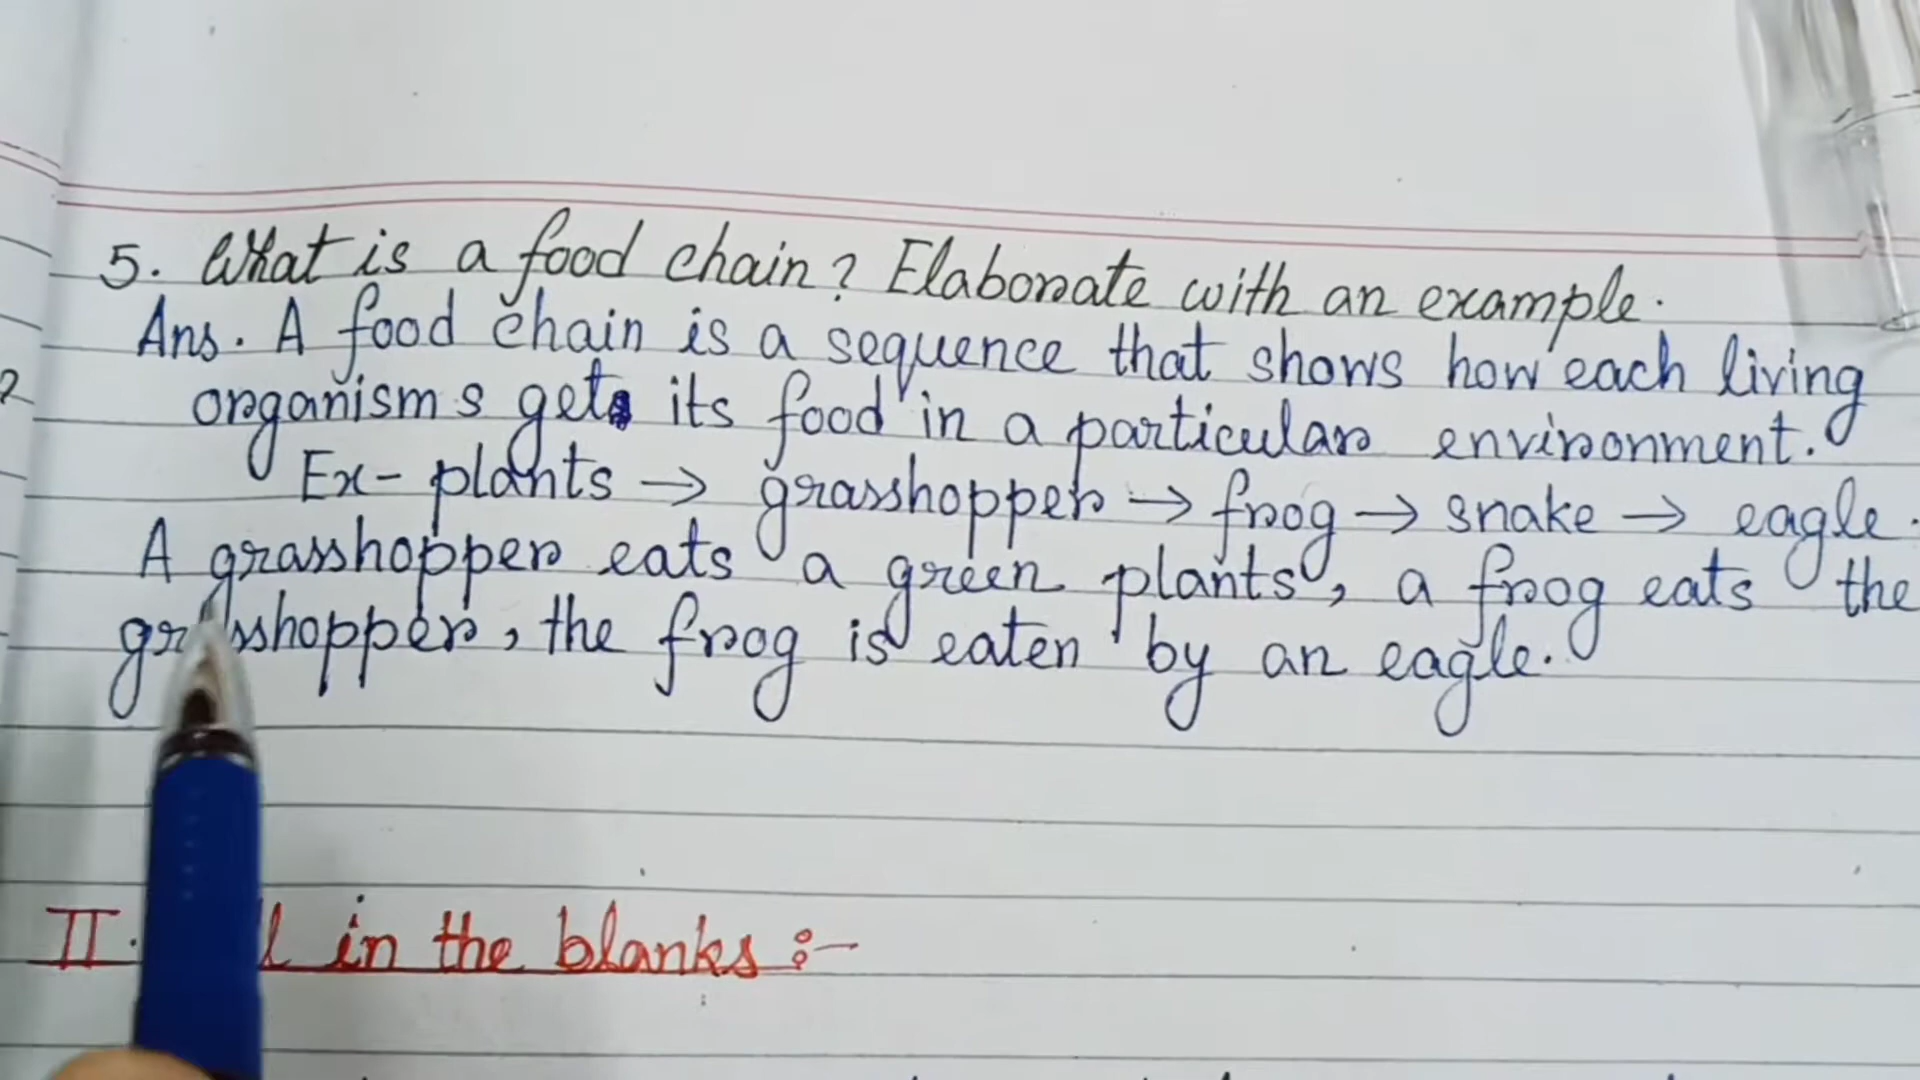 5. What is a food chain? Elaborate with an example.
Ans. A food chain is a sequence that shows how each living
organisms gets its food in a particular environment.
Ex- plants → grasshopper → frog → snake → eagle.
A grasshopper eats a green plants, a frog eats the
grasshopper, the frog is eaten by an eagle.
II. in the blanks :-